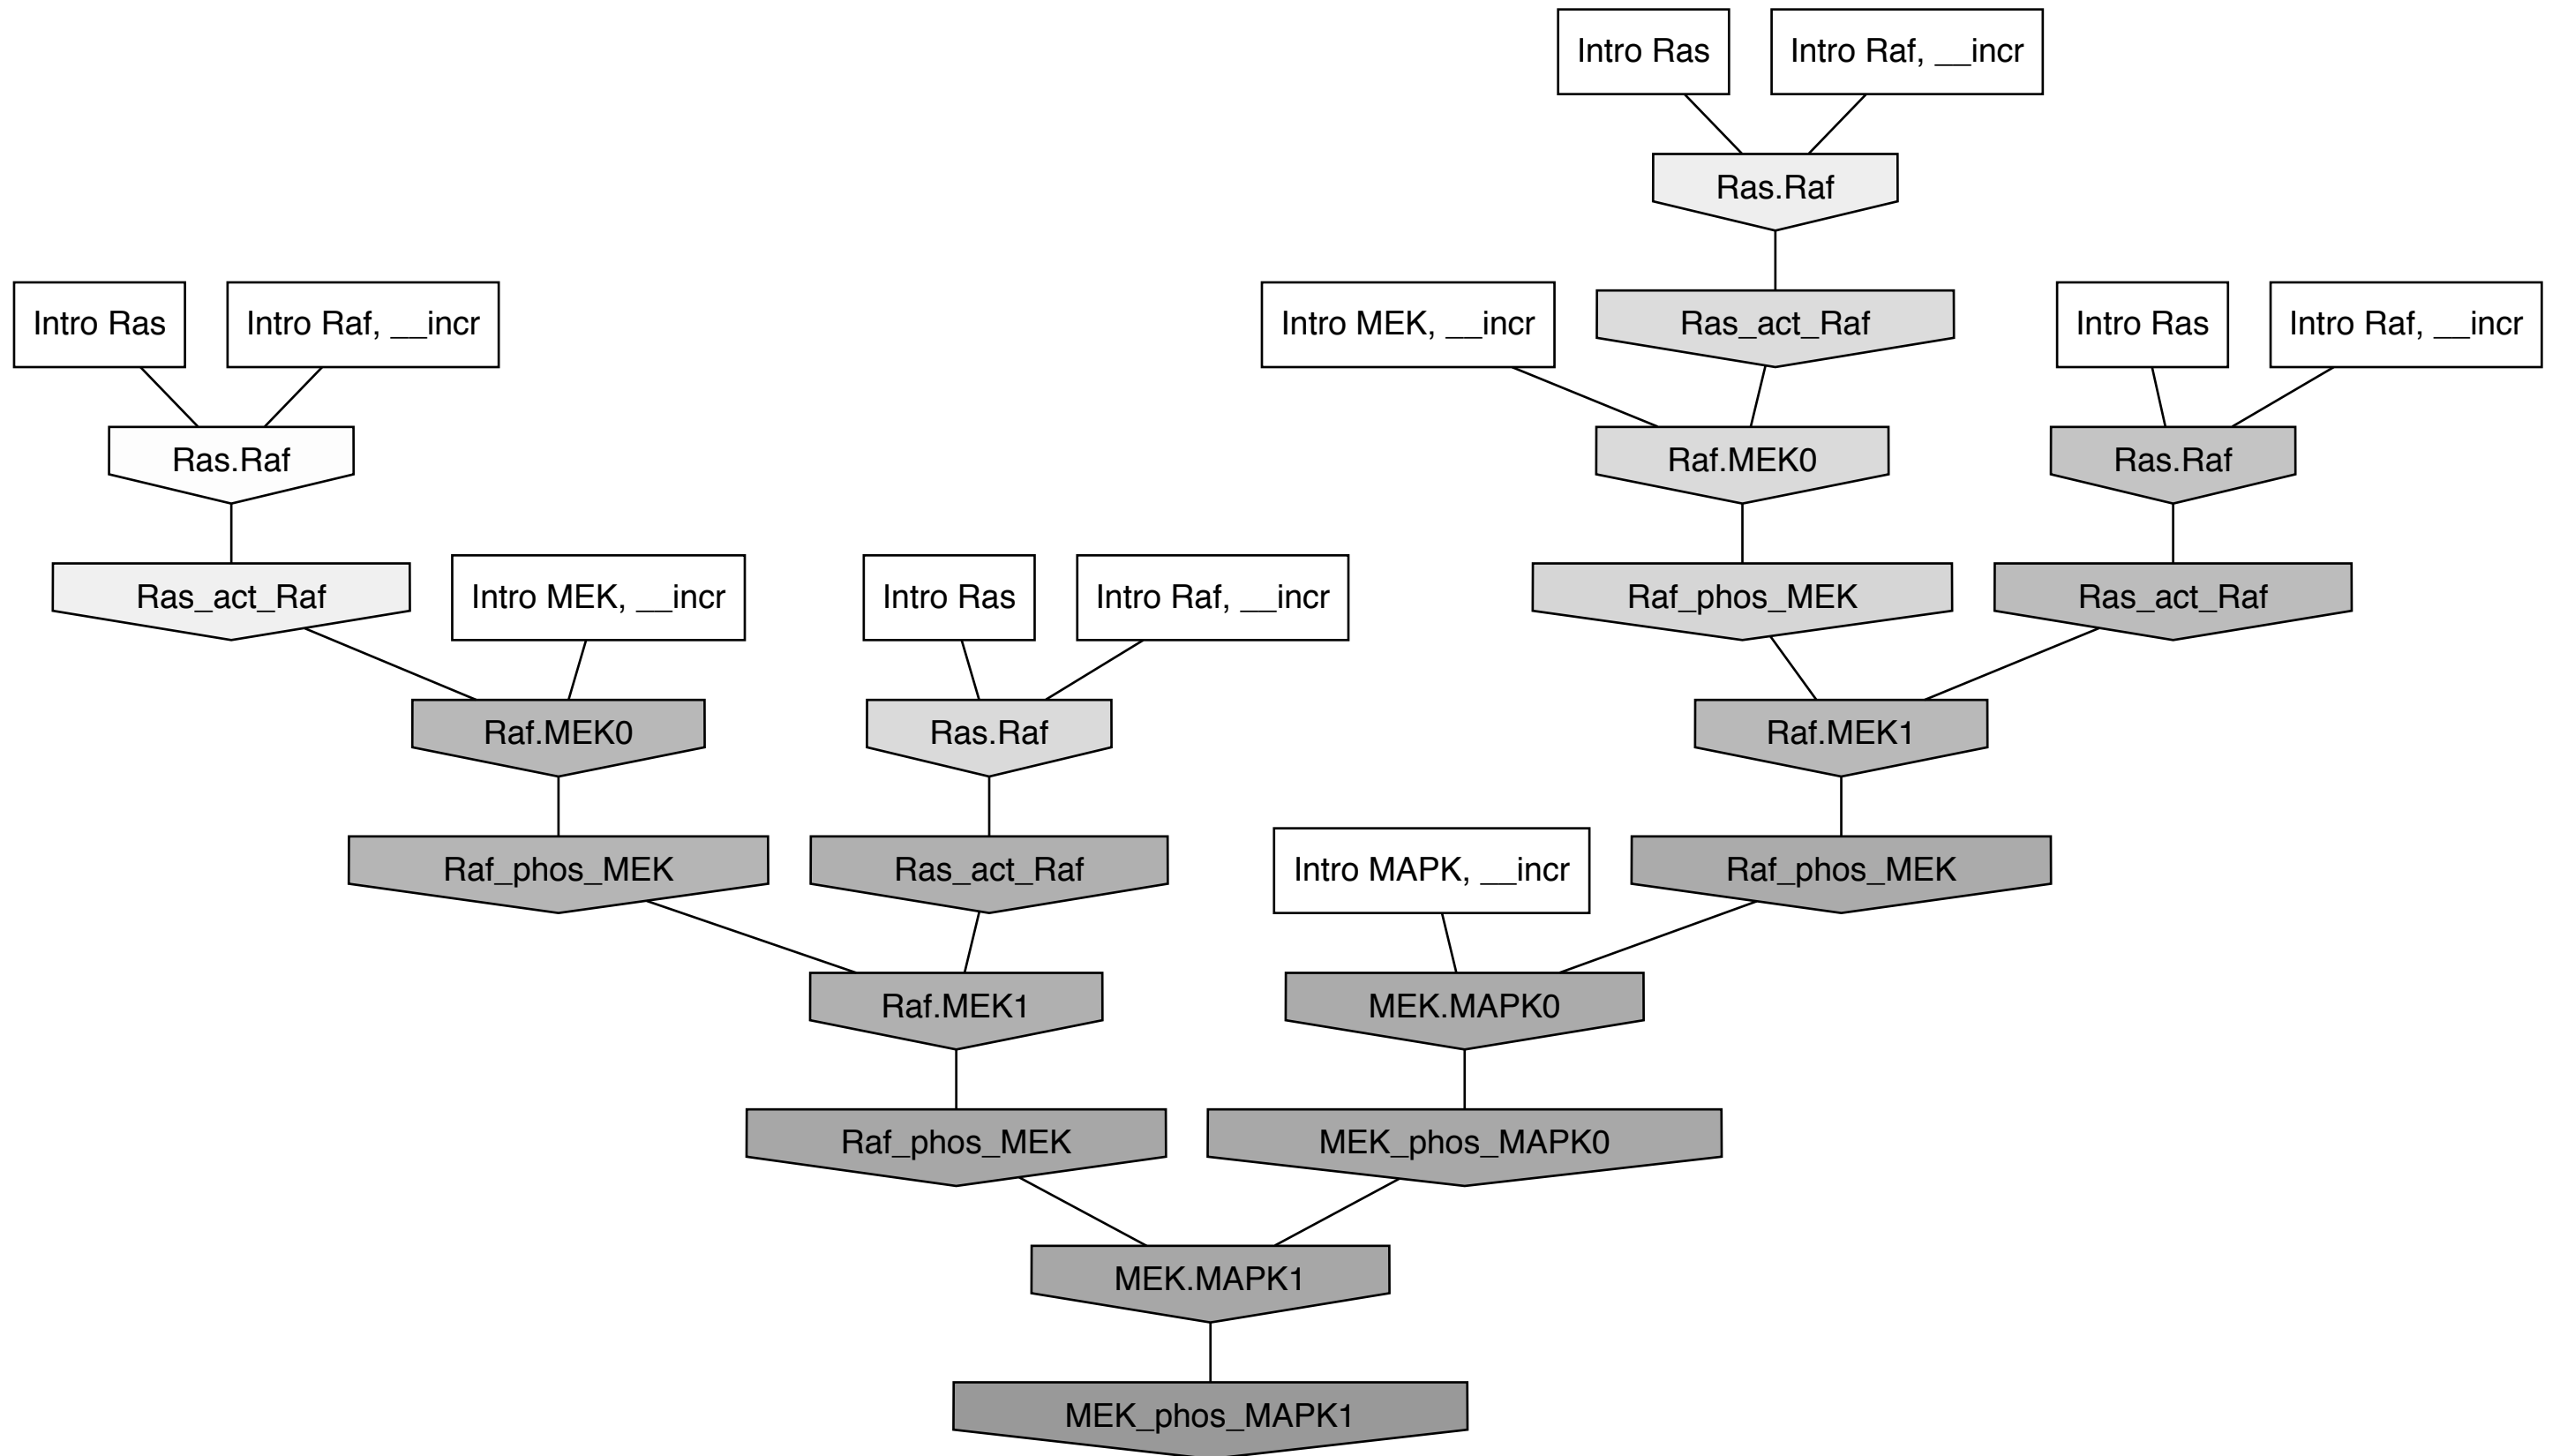 Intro Ras
Intro Raf, __incr
Ras.Raf
Intro Ras
Intro Raf, __incr
Intro MEK, __incr
Ras_act_Raf
Intro Ras
Intro Raf, __incr
Ras.Raf
Raf.MEK0
Ras.Raf
Ras_act_Raf
Intro MEK, __incr
Intro Ras
Intro Raf, __incr
Raf_phos_MEK
Ras_act_Raf
Raf.MEK0
Ras.Raf
Raf.MEK1
Raf_phos_MEK
Ras_act_Raf
Intro MAPK, __incr
Raf_phos_MEK
Raf.MEK1
MEK.MAPK0
Raf_phos_MEK
MEK_phos_MAPK0
MEK.MAPK1
MEK_phos_MAPK1